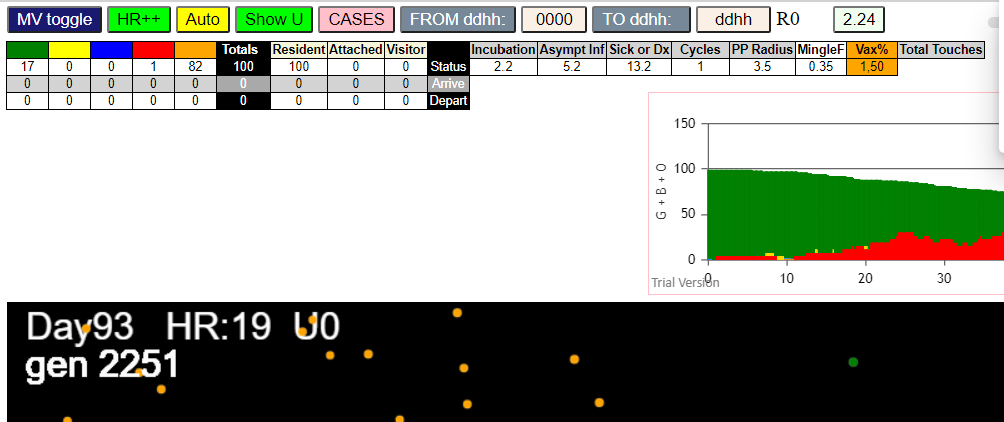 MV toggle HR++ Auto Show U CASES FROM ddhh: 0000 TO ddhh: ddhh R0 2.24
Totals Resident Attached Visitor Incubation Asympt Inf Sick or Dx Cycles PP Radius MingleF Vax% Total Touches
17 0 0 1 82 100 100 0 0 Status 2.2 5.2 13.2 1 3.5 0.35 1,50
0 0 0 0 0 0 0 0 0 Arrive
0 0 0 0 0 0 0 0 0 Depart
150
100
50
0
G + B + O
0 10 20 30
Trial Version
Day93 HR:19 U0
gen 2251